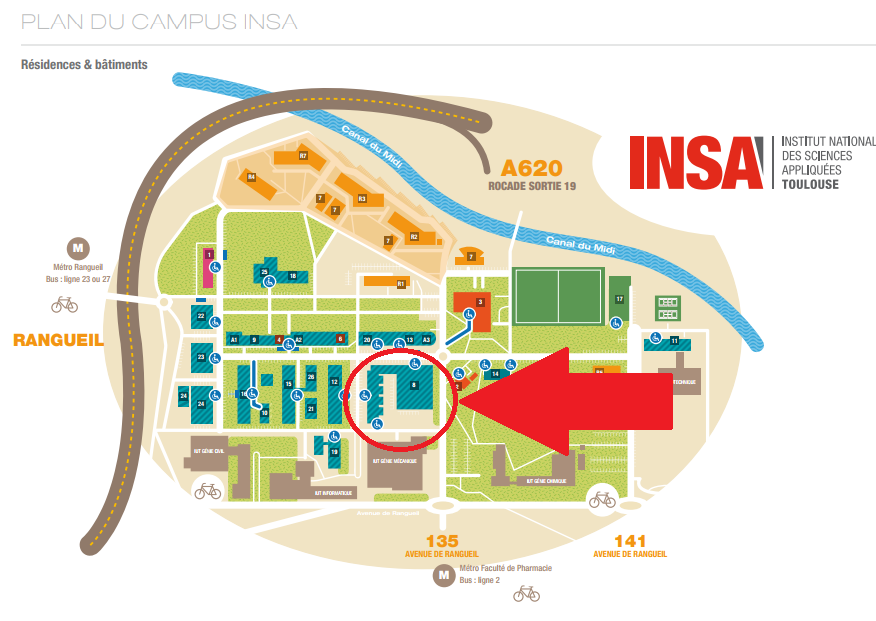 PLAN DU CAMPUS INSA
Résidences & bâtiments
INSA
INSTITUT NATIONAL
DES SCIENCES
APPLIQUÉES
TOULOUSE
Canal du Midi
A620
ROCADE SORTIE 19
R7
R4
R3
7
7
R2
7
Canal du Midi
7
1
25
18
R1
3
17
M
Métro Rangueil
Bus : ligne 23 ou 27
RANGUEIL
22
A1
9
4
A2
6
20
13
A3
11
23
24
24
16
10
15
26
21
12
8
2
14
19
IUT GÉNIE CIVIL
IUT INFORMATIQUE
IUT GÉNIE MÉCANIQUE
IUT GÉNIE CHIMIQUE
Avenue de Rangueil
135
AVENUE DE RANGUEIL
141
AVENUE DE RANGUEIL
M
Métro Faculté de Pharmacie
Bus : ligne 2